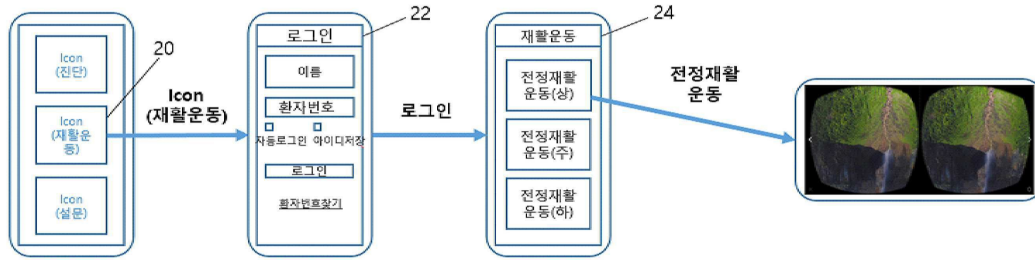 Icon
(진단)
Icon
(재활운
동)
Icon
(설문)
20
Icon
(재활운동)
22
로그인
이름
환자번호
자동로그인 아이디저장
로그인
환자번호찾기
로그인
24
재활운동
전정재활
운동(상)
전정재활
운동(주)
전정재활
운동(하)
전정재활
운동